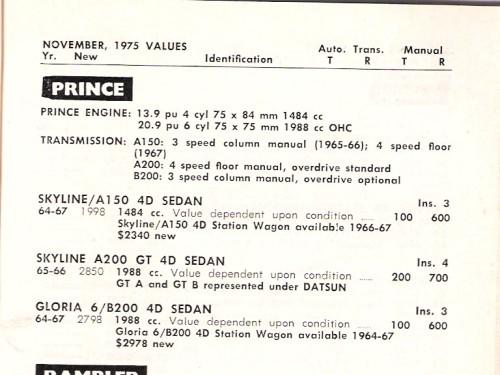 NOVEMBER, 1975 VALUES Auto. Trans. Manual
Yr. New Identification T R T R
PRINCE
PRINCE ENGINE: 13.9 pu 4 cyl 75 x 84 mm 1484 cc
20.9 pu 6 cyl 75 x 75 mm 1988 cc OHC
TRANSMISSION: A150: 3 speed column manual (1965-66); 4 speed floor
(1967)
A200: 4 speed floor manual, overdrive standard
B200: 3 speed column manual, overdrive optional
SKYLINE/A150 4D SEDAN Ins. 3
64-67 1998 1484 cc. Value dependent upon condition ...... 100 600
Skyline/A150 4D Station Wagon available 1966-67
$2340 new
SKYLINE A200 GT 4D SEDAN Ins. 4
65-66 2850 1988 cc. Value dependent upon condition ...... 200 700
GT A and GT B represented under DATSUN
GLORIA 6/B200 4D SEDAN Ins. 3
64-67 2798 1988 cc. Value dependent upon condition ...... 100 600
Gloria 6/B200 4D Station Wagon available 1964-67
$2978 new
RAMBLER